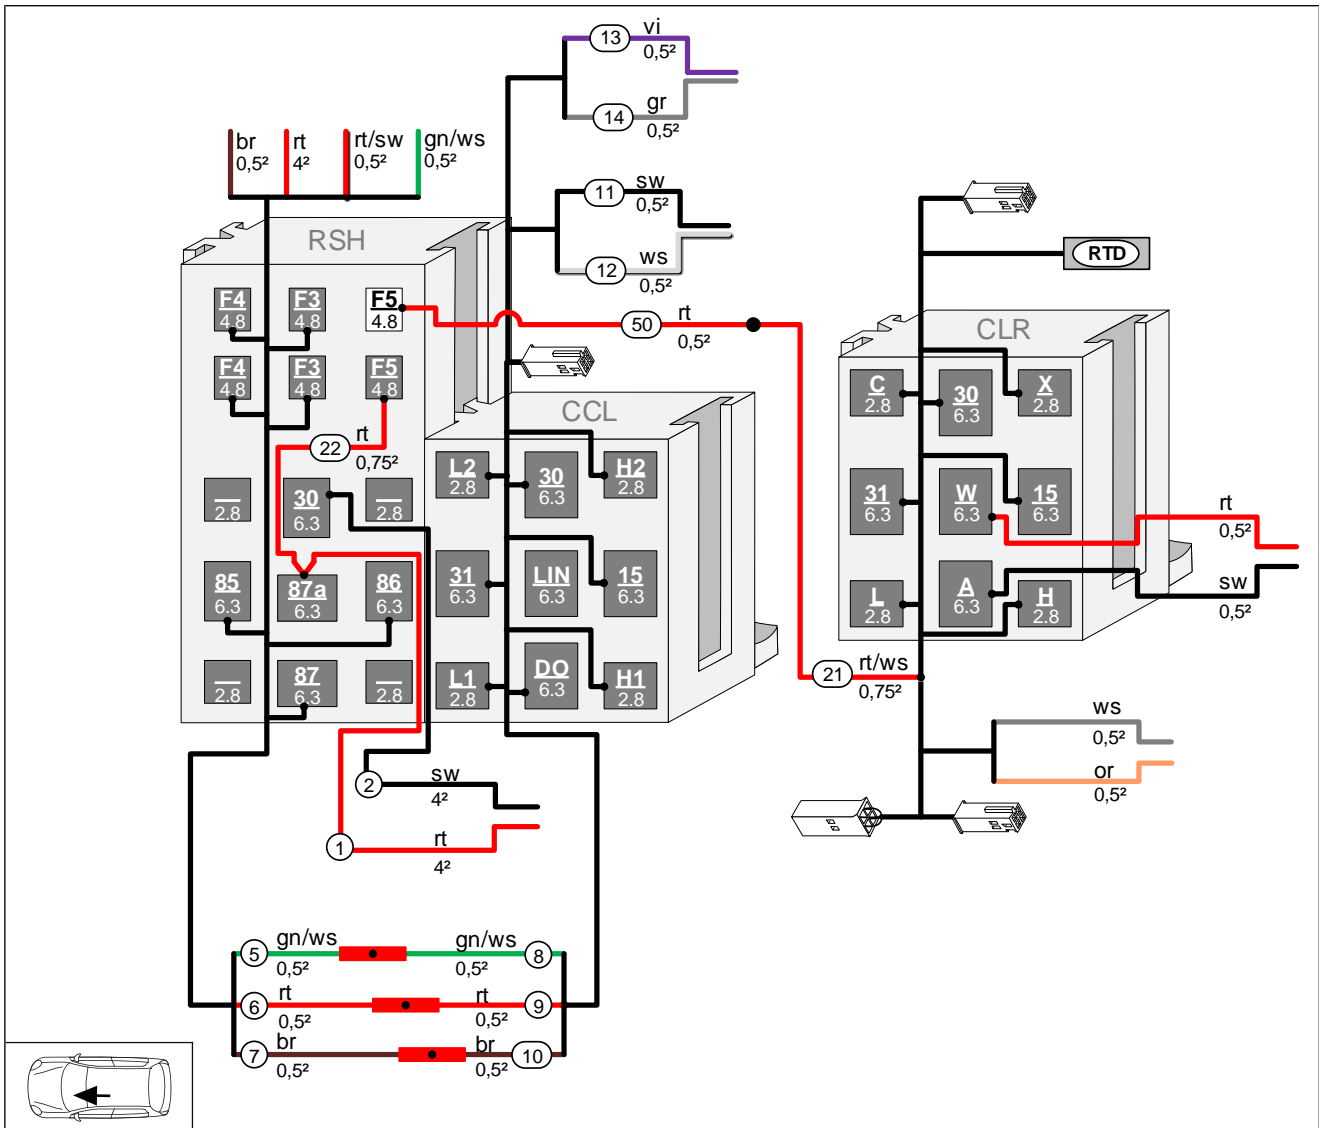 13 vi
0,5²
14 gr
0,5²
br
0,5²
rt
4²
rt/sw
0,5²
gn/ws
0,5²
11 sw
0,5²
12 ws
0,5²
RSH
RTD
F4
4.8
F3
4.8
F5
4.8
50 rt
0,5²
CLR
F4
4.8
F3
4.8
F5
4.8
C
2.8
30
6.3
X
2.8
CCL
22 rt
0,75²
L2
2.8
30
6.3
H2
2.8
2.8
30
6.3
2.8
31
6.3
W
6.3
15
6.3
rt
0,5²
85
6.3
87a
6.3
86
6.3
31
6.3
LIN
6.3
15
6.3
L
2.8
A
6.3
H
2.8
sw
0,5²
2.8
87
6.3
2.8
L1
2.8
DO
6.3
H1
2.8
21 rt/ws
0,75²
ws
0,5²
or
0,5²
2 sw
4²
1 rt
4²
5 gn/ws
0,5²
gn/ws 8
0,5²
6 rt
0,5²
rt 9
0,5²
7 br
0,5²
br 10
0,5²